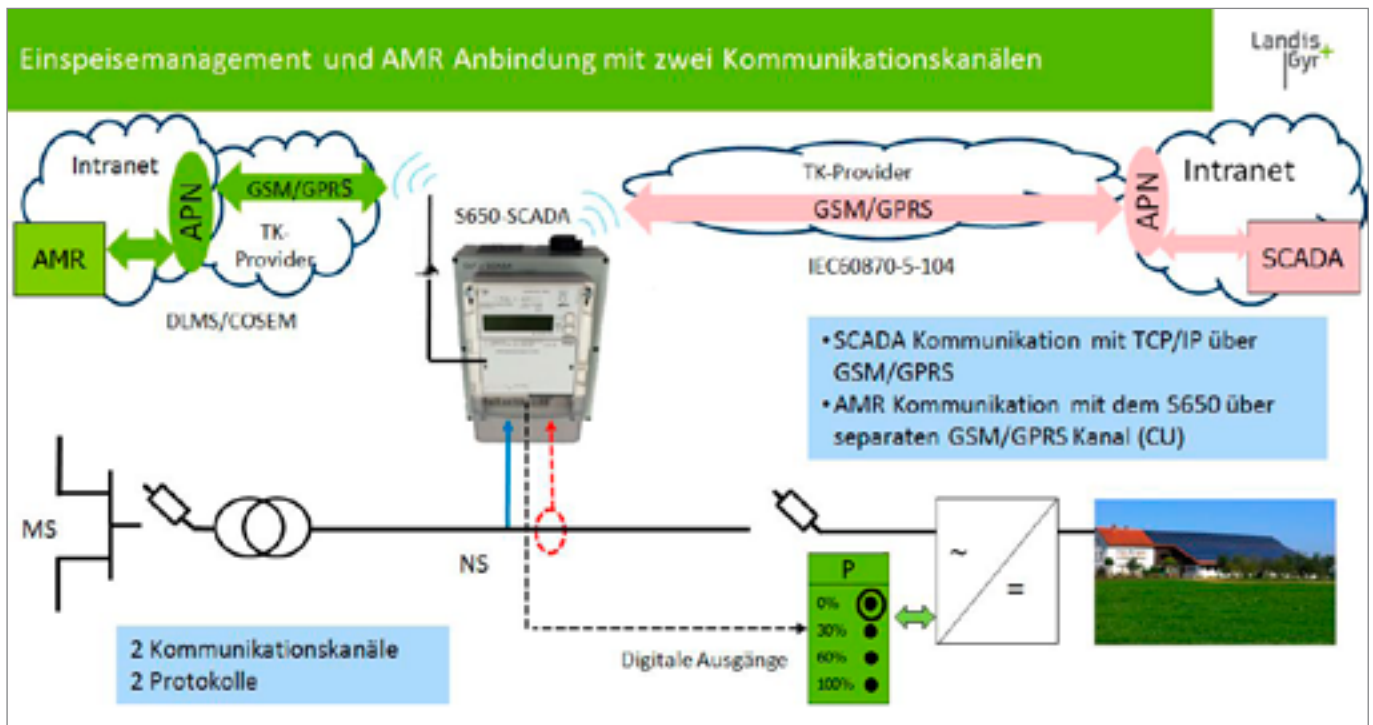 Einspeisemanagement und AMR Anbindung mit zwei Kommunikationskanälen
Landis
Gyr+
Intranet
APN
GSM/GPRS
TK-
Provider
AMR
DLMS/COSEM
S650-SCADA
TK-Provider
GSM/GPRS
IEC60870-5-104
APN
Intranet
SCADA
• SCADA Kommunikation mit TCP/IP über
GSM/GPRS
• AMR Kommunikation mit dem S650 über
separaten GSM/GPRS Kanal (CU)
MS
NS
P
0%
30%
60%
100%
~
=
Digitale Ausgänge
2 Kommunikationskanäle
2 Protokolle